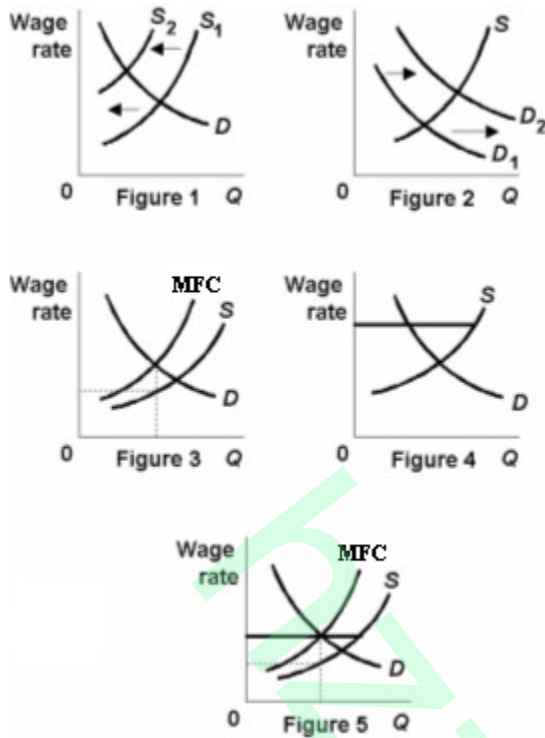 Wage rate
S2 S1
D
0 Figure 1 Q
Wage rate
S
D2
D1
0 Figure 2 Q
Wage rate
MFC
S
D
0 Figure 3 Q
Wage rate
S
D
0 Figure 4 Q
Wage rate
MFC
S
D
0 Figure 5 Q